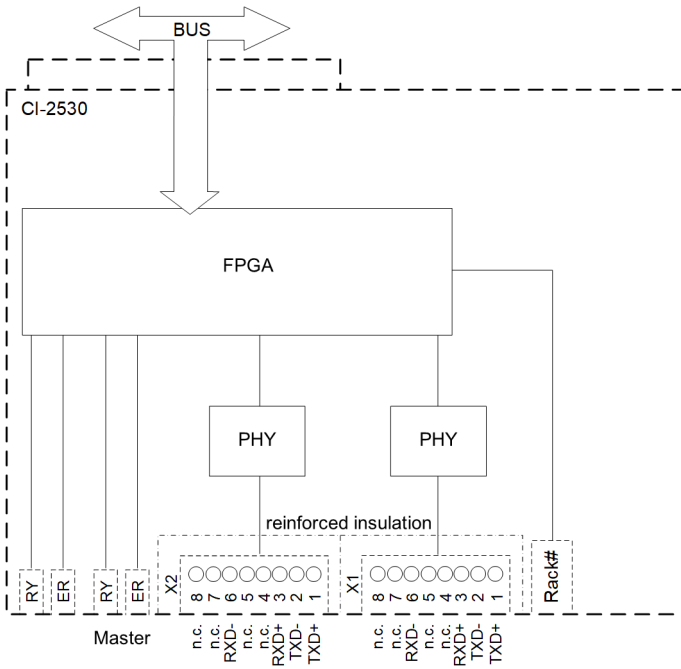 BUS
CI-2530
FPGA
PHY PHY
reinforced insulation
RY ER RY ER X2 8 7 6 5 4 3 2 1 X1 8 7 6 5 4 3 2 1 Rack#
Master
n.c. n.c. RXD- n.c. n.c. RXD+ TXD- TXD+ n.c. n.c. RXD- n.c. n.c. RXD+ TXD- TXD+